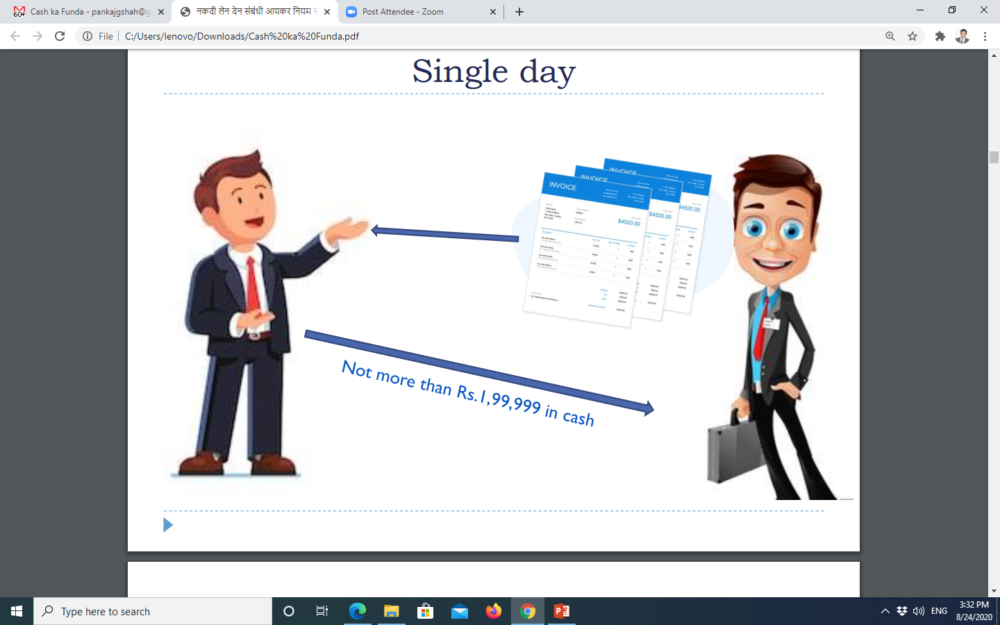 Cash ka Funda - pankajgshah@g
नकदी लेन देन संबंधी आयकर नियम
Post Attendee - Zoom
File
C:/Users/lenovo/Downloads/Cash%20ka%20Funda.pdf
Single day
INVOICE
INVOICE
INVOICE
$4520.00
$4520.00
$4520.00
Not more than Rs.1,99,999 in cash
Type here to search
ENG
3:32 PM
8/24/2020